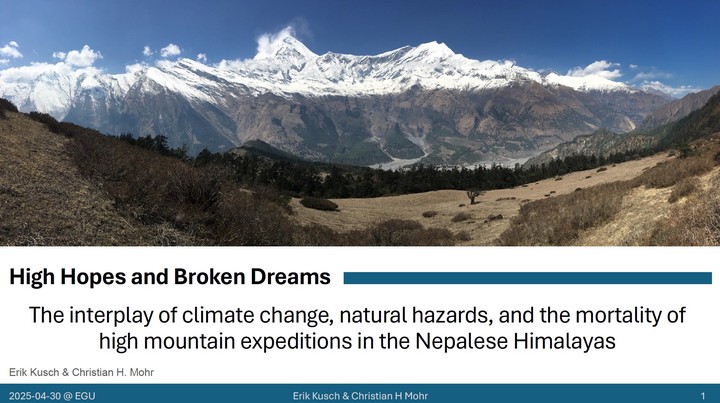 High Hopes and Broken Dreams
The interplay of climate change, natural hazards, and the mortality of
high mountain expeditions in the Nepalese Himalayas
Erik Kusch & Christian H. Mohr
2025-04-30 @ EGU
Erik Kusch & Christian H Mohr
1